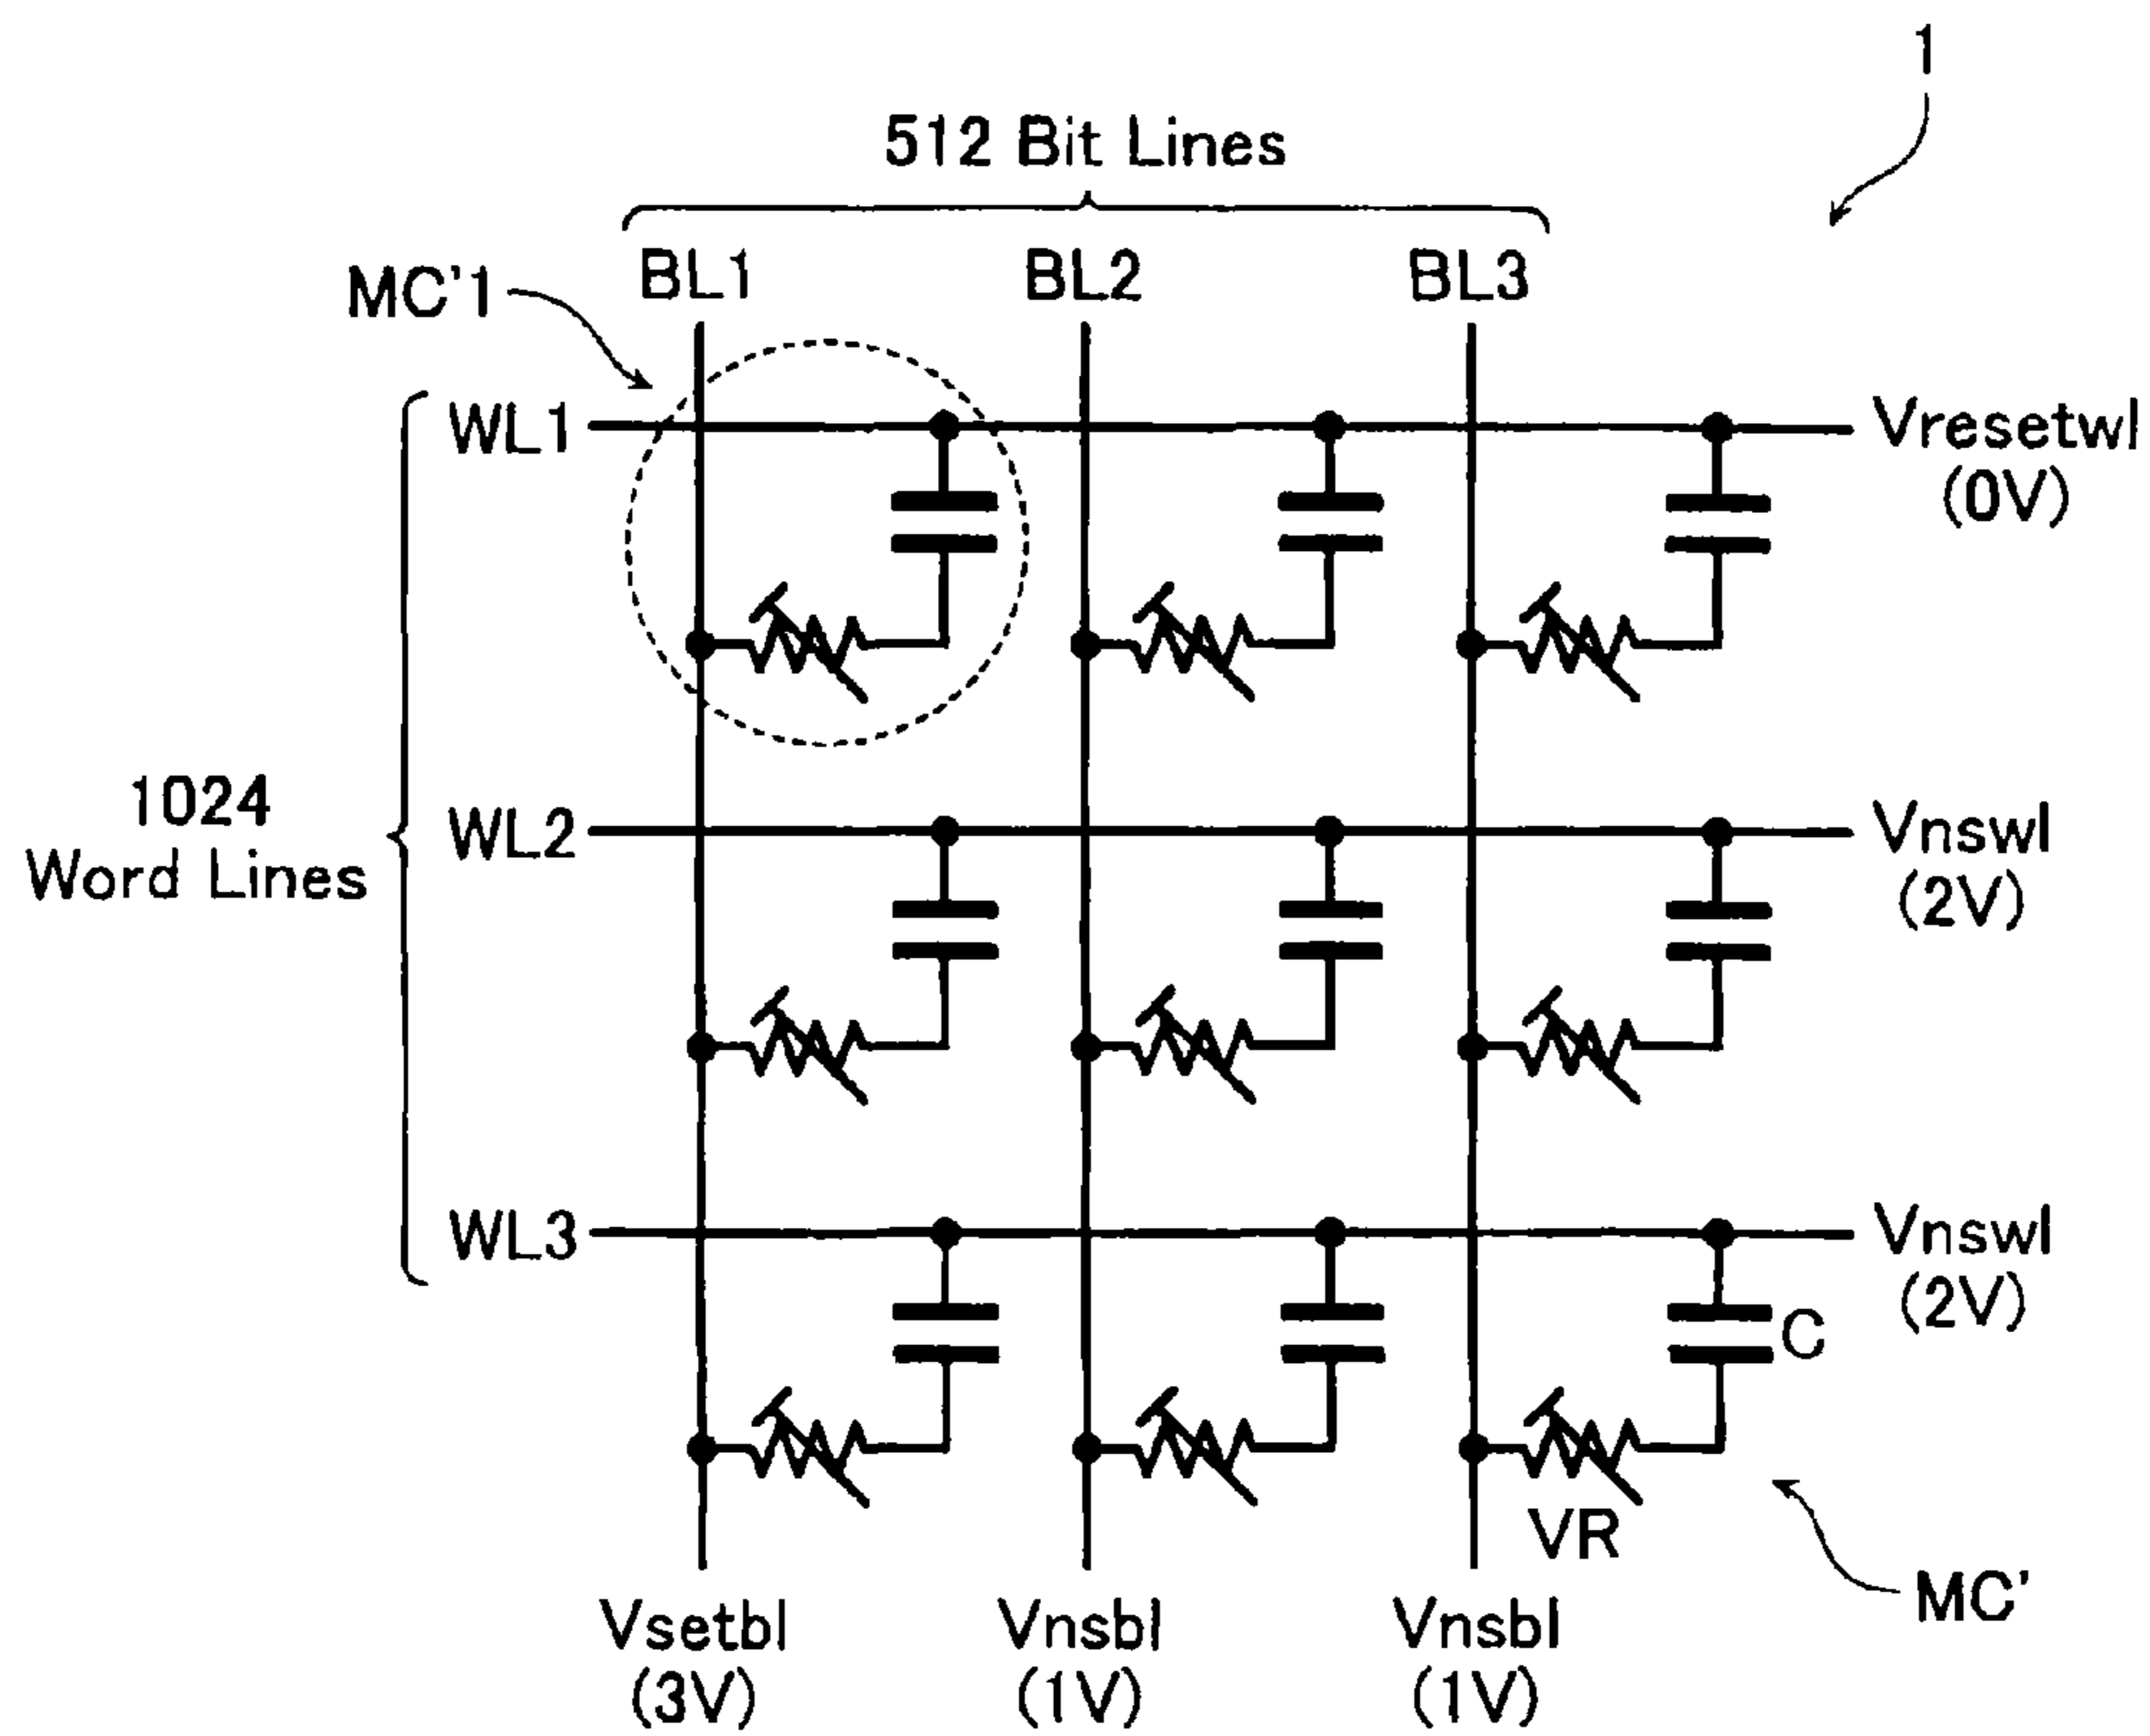 1
512 Bit Lines
MC'1
BL1
BL2
BL3
WL1
Vresetwl
(0V)
1024
Word Lines
WL2
Vnswl
(2V)
WL3
Vnswl
(2V)
C
VR
MC'
Vsetbl
(3V)
Vnsbl
(1V)
Vnsbl
(1V)